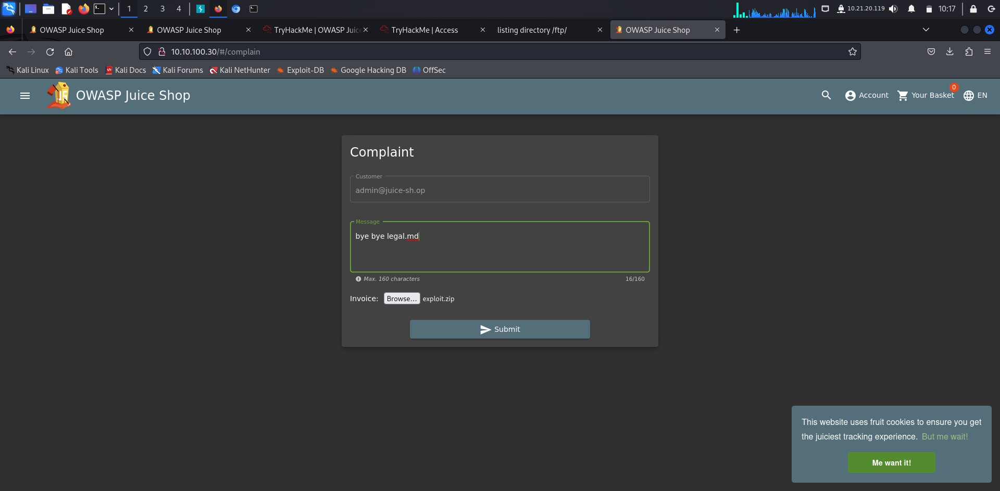 1 2 3 4 10.21.20.119 10:17
OWASP Juice Shop OWASP Juice Shop TryHackMe | OWASP Juic TryHackMe | Access listing directory /ftp/ OWASP Juice Shop
10.10.100.30/#/complain
Kali Linux Kali Tools Kali Docs Kali Forums Kali NetHunter Exploit-DB Google Hacking DB OffSec
OWASP Juice Shop Account Your Basket 0 EN
Complaint
Customer
admin@juice-sh.op
Message
bye bye legal.md
Max. 160 characters 16/160
Invoice: Browse... exploit.zip
Submit
This website uses fruit cookies to ensure you get
the juiciest tracking experience. But me wait!
Me want it!